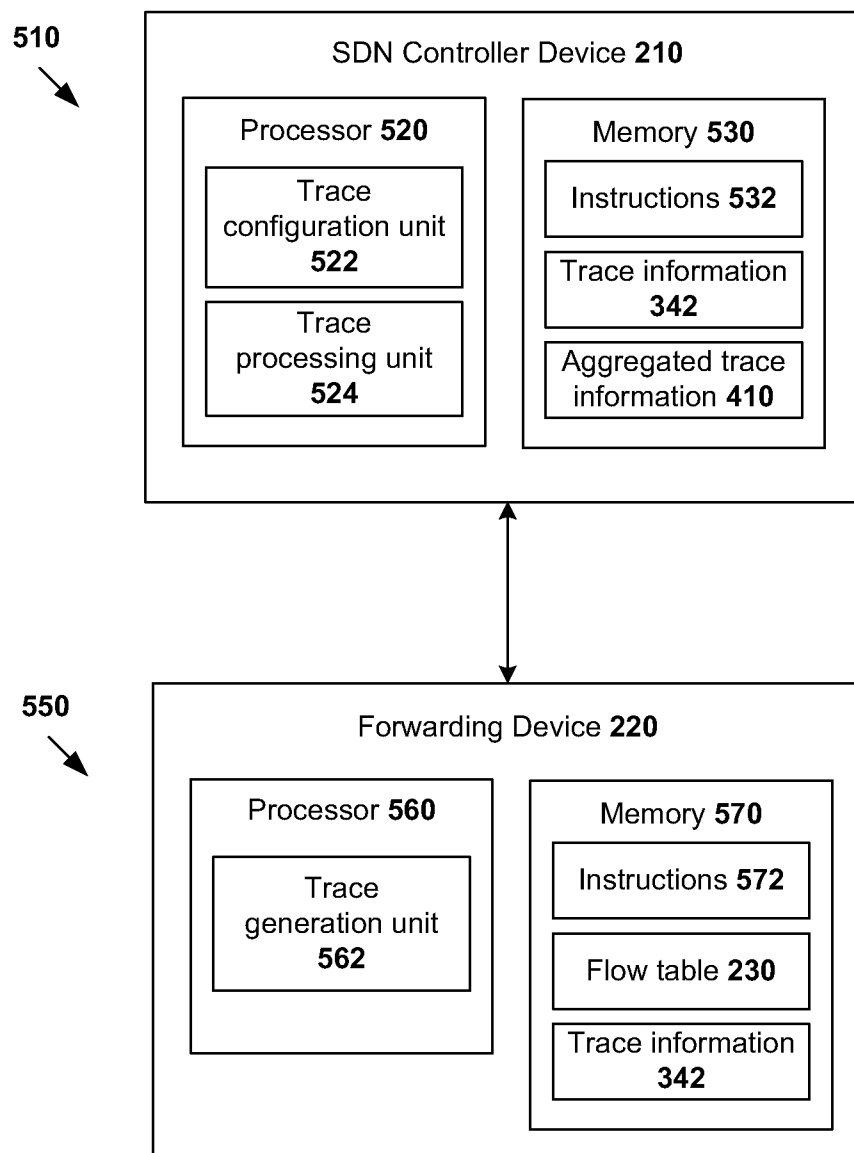 510
SDN Controller Device 210
Processor 520
Trace
configuration unit
522
Trace
processing unit
524
Memory 530
Instructions 532
Trace information
342
Aggregated trace
information 410
550
Forwarding Device 220
Processor 560
Trace
generation unit
562
Memory 570
Instructions 572
Flow table 230
Trace information
342